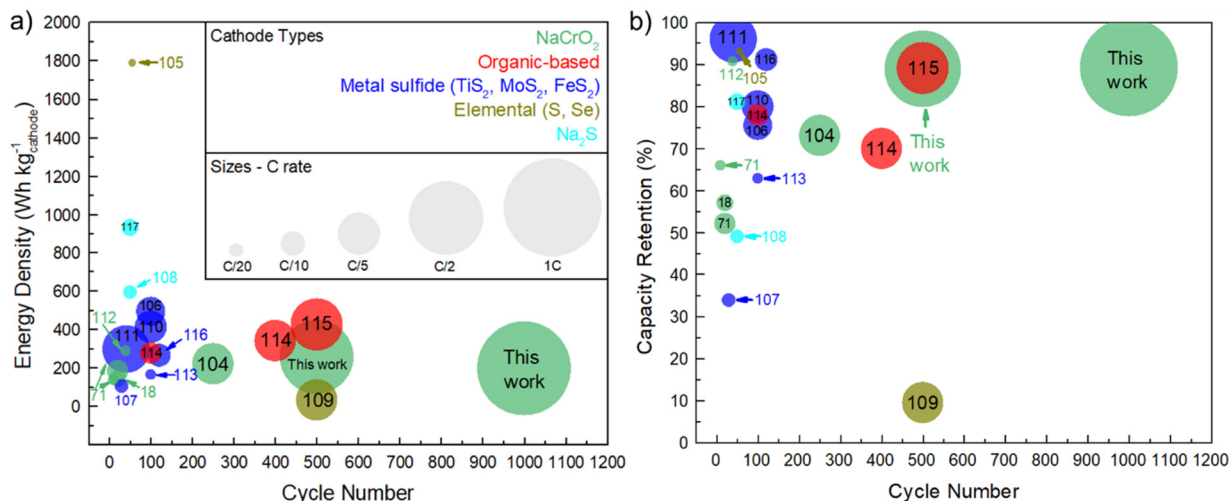 a)
2000
1800
1600
1400
1200
1000
800
600
400
200
0
Energy Density (Wh kg⁻¹cathode)
Cathode Types
NaCrO₂
Organic-based
Metal sulfide (TiS₂, MoS₂, FeS₂)
Elemental (S, Se)
Na₂S
Sizes - C rate
C/20 C/10 C/5 C/2 1C
105
117
108
106
110
112
111
116
114
113
71
18
107
104
114
115
This work
109
This
work
0 100 200 300 400 500 600 700 800 900 1000 1100 1200
Cycle Number
b)
100
90
80
70
60
50
40
30
20
10
0
Capacity Retention (%)
111
116
112
105
117
110
114
106
104
114
115
This
work
This
work
71
113
18
71
108
107
109
0 100 200 300 400 500 600 700 800 900 1000 1100 1200
Cycle Number